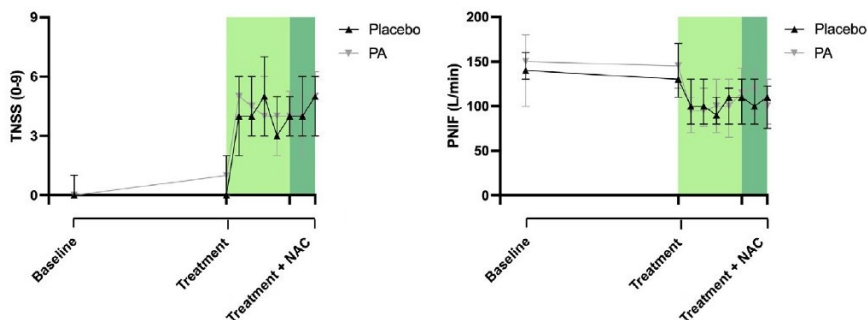 TNSS (0-9)
9
6
3
0
Baseline
Treatment
Treatment + NAC
Placebo
PA
PNIF (L/min)
200
150
100
50
0
Baseline
Treatment
Treatment + NAC
Placebo
PA